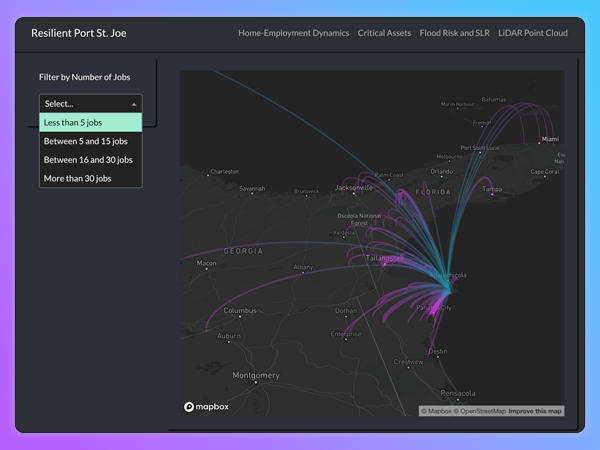 Resilient Port St. Joe
Home-Employment Dynamics
Critical Assets
Flood Risk and SLR
LiDAR Point Cloud
Filter by Number of Jobs
Select...
Less than 5 jobs
Between 5 and 15 jobs
Between 16 and 30 jobs
More than 30 jobs
Bahamas
Marsh Harbour
Freeport
Miami
Port Saint Lucie
Melbourne
Cape Coral
Orlando
Palm Coast
Charleston
Savannah
Brunswick
Jacksonville
FLORIDA
Tampa
Osceola National
Forest
Valdosta
GEORGIA
Macon
Albany
Tallahassee
Apalachicola
Columbus
Dothan
Panama City
Auburn
Enterprise
Destin
Crestview
Montgomery
Pensacola
mapbox
© Mapbox © OpenStreetMap Improve this map